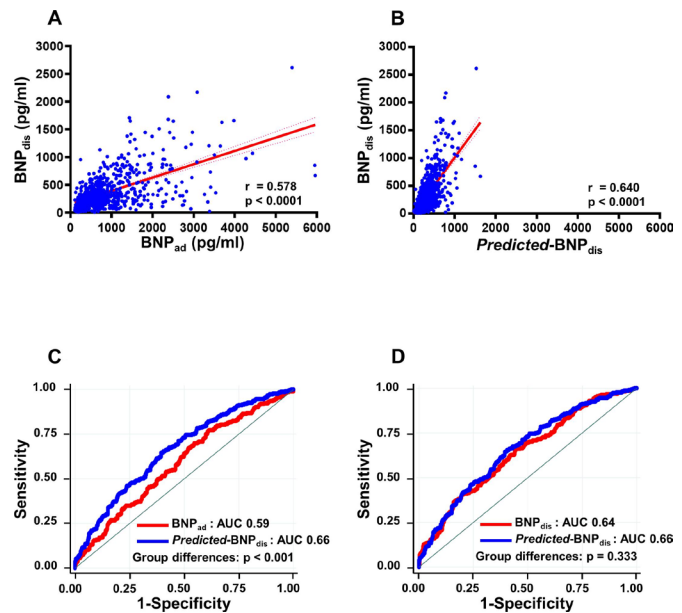 A
3000
2500
2000
1500
1000
500
0
BNPdis
(pg/ml)
r = 0.578
p < 0.0001
0 1000 2000 3000 4000 5000 6000
BNPad (pg/ml)
B
3000
2500
2000
1500
1000
500
0
BNPdis
(pg/ml)
r = 0.640
p < 0.0001
0 1000 2000 3000 4000 5000 6000
Predicted-BNPdis
C
1.00
0.75
0.50
0.25
0.00
Sensitivity
BNPad : AUC 0.59
Predicted-BNPdis : AUC 0.66
Group differences: p < 0.001
0.00 0.25 0.50 0.75 1.00
1-Specificity
D
1.00
0.75
0.50
0.25
0.00
Sensitivity
BNPdis : AUC 0.64
Predicted-BNPdis : AUC 0.66
Group differences: p = 0.333
0.00 0.25 0.50 0.75 1.00
1-Specificity